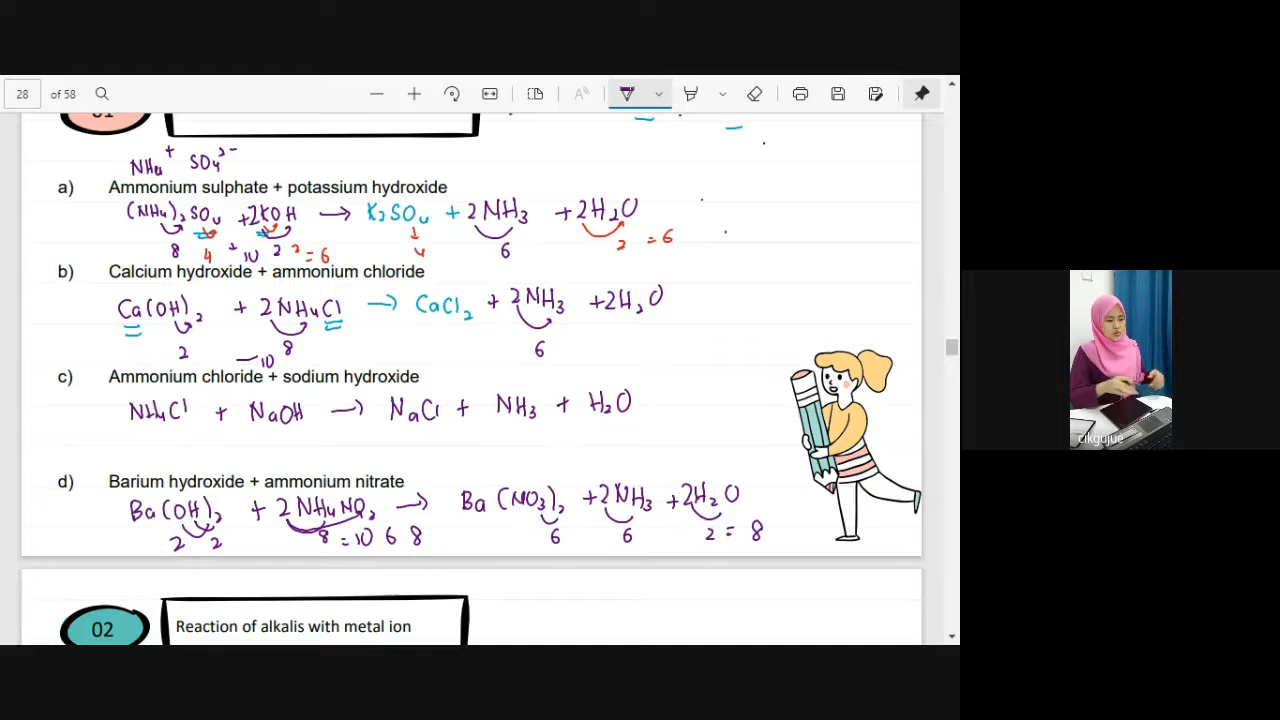 28 of 58
01
NH₄⁺ SO₄²⁻
a) Ammonium sulphate + potassium hydroxide
(NH₄)₂SO₄ + 2KOH → K₂SO₄ + 2NH₃ + 2H₂O
8 4 + 10 2 2 = 6 4 6 2 = 6
b) Calcium hydroxide + ammonium chloride
Ca(OH)₂ + 2NH₄Cl → CaCl₂ + 2NH₃ + 2H₂O
2 8 6
10
c) Ammonium chloride + sodium hydroxide
NH₄Cl + NaOH → NaCl + NH₃ + H₂O
d) Barium hydroxide + ammonium nitrate
Ba(OH)₂ + 2NH₄NO₃ → Ba(NO₃)₂ + 2NH₃ + 2H₂O
2 2 8 = 10 6 8 6 6 2 = 8
02 Reaction of alkalis with metal ion
cikgujue